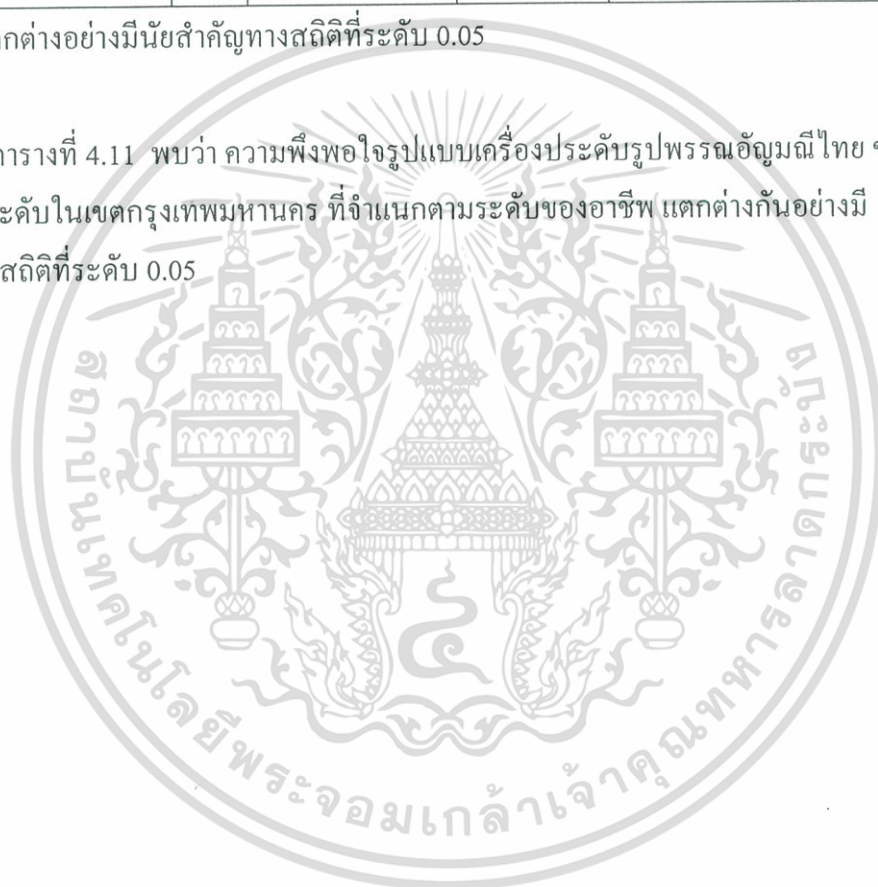 กต่างอย่างมีนัยสำคัญทางสถิติที่ระดับ 0.05
ตารางที่ 4.11 พบว่า ความพึงพอใจรูปแบบเครื่องประดับรูปพรรณอัญมณีไทย
ะดับในเขตกรุงเทพมหานคร ที่จำแนกตามระดับของอาชีพ แตกต่างกันอย่างมี
สถิติที่ระดับ 0.05
สถาบันเทคโนโลยีพระจอมเกล้าเจ้าคุณทหารลาดกระบัง